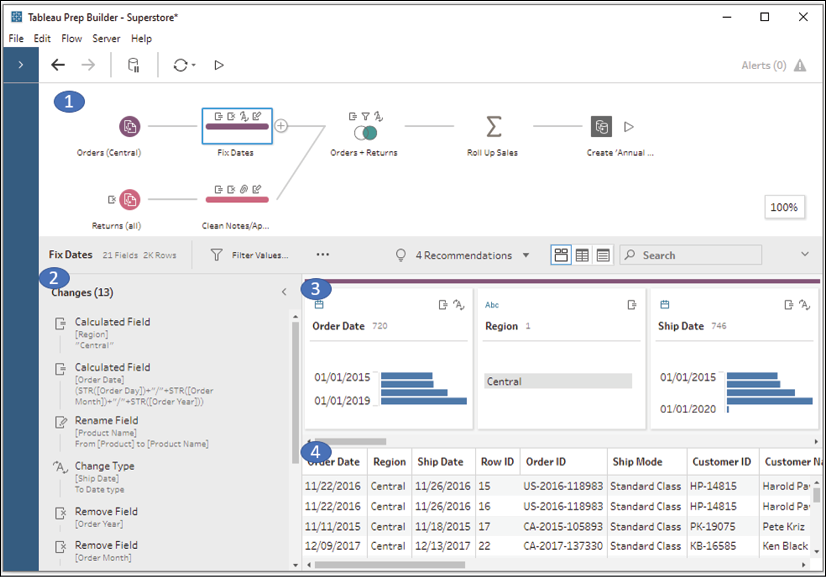 Tableau Prep Builder - Superstore*
File Edit Flow Server Help
Alerts (0)
1
Orders (Central)
Fix Dates
Orders + Returns
Roll Up Sales
Create 'Annual ...
Returns (all)
Clean Notes/Ap...
100%
Fix Dates 21 Fields 2K Rows Filter Values... ... 4 Recommendations Search
2
Changes (13)
Calculated Field
[Region]
"Central"
Calculated Field
[Order Date]
(STR([Order Day])+"/"+STR([Order
Month])+"/"+STR([Order Year]))
Rename Field
[Product Name]
From [Product] to [Product Name]
Change Type
[Ship Date]
To Date type
Remove Field
[Order Year]
Remove Field
[Order Month]
3
Order Date 720
01/01/2015
01/01/2019
Abc
Region 1
Central
Ship Date 746
01/01/2015
01/01/2020
4
Order Date Region Ship Date Row ID Order ID Ship Mode Customer ID Customer Na
11/22/2016 Central 11/26/2016 15 US-2016-118983 Standard Class HP-14815 Harold Pa
11/22/2016 Central 11/26/2016 16 US-2016-118983 Standard Class HP-14815 Harold Pa
11/11/2015 Central 11/18/2015 17 CA-2015-105893 Standard Class PK-19075 Pete Kriz
12/09/2017 Central 12/13/2017 22 CA-2017-137330 Standard Class KB-16585 Ken Black